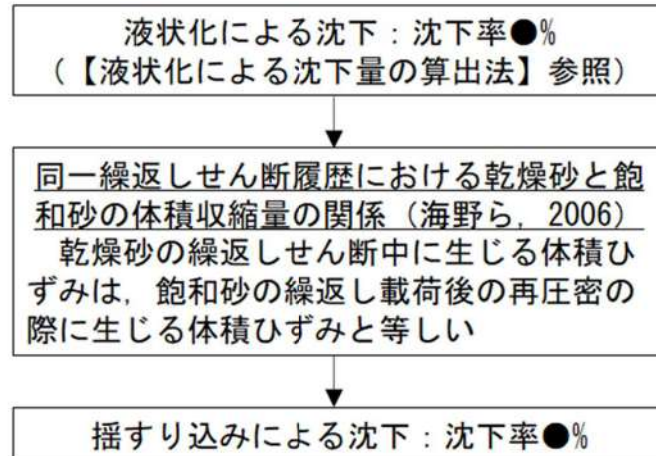 液状化による沈下：沈下率●%
（【液状化による沈下量の算出法】参照）
同一繰返しせん断履歴における乾燥砂と飽
和砂の体積収縮量の関係（海野ら，2006）
乾燥砂の繰返しせん断中に生じる体積ひ
ずみは，飽和砂の繰返し載荷後の再圧密の
際に生じる体積ひずみと等しい
揺すり込みによる沈下：沈下率●%